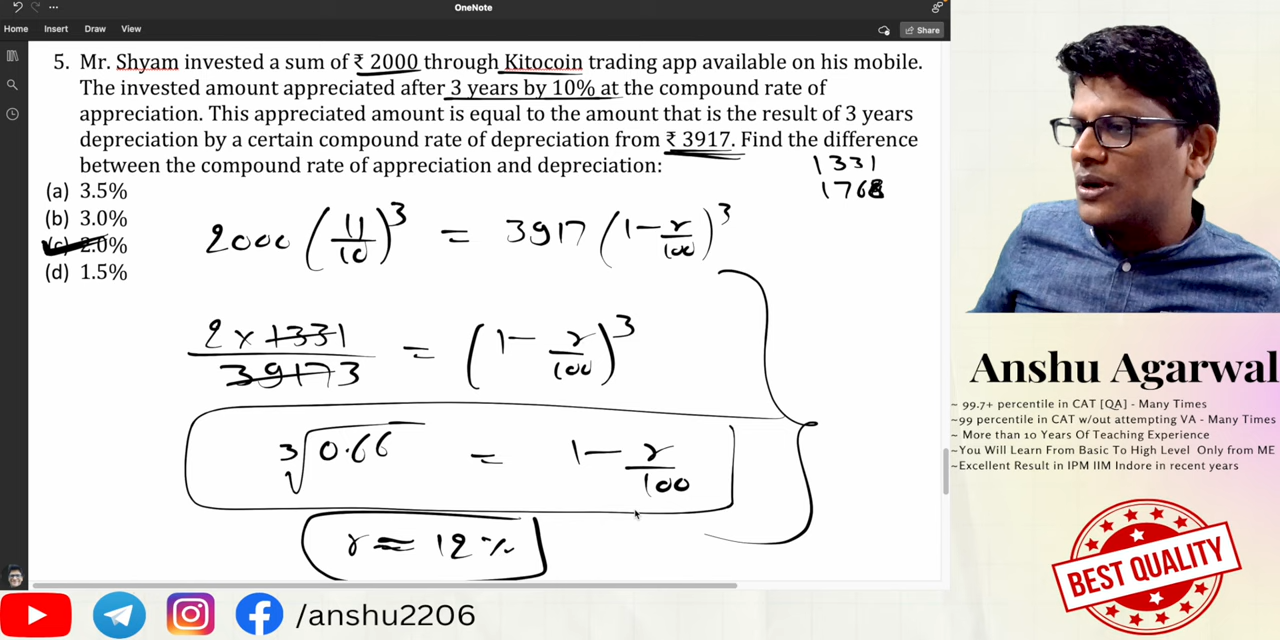 OneNote
Home Insert Draw View Share
5. Mr. Shyam invested a sum of ₹ 2000 through Kitocoin trading app available on his mobile.
The invested amount appreciated after 3 years by 10% at the compound rate of
appreciation. This appreciated amount is equal to the amount that is the result of 3 years
depreciation by a certain compound rate of depreciation from ₹ 3917. Find the difference
between the compound rate of appreciation and depreciation:
1331
1768
(a) 3.5%
(b) 3.0%
(c) 2.0%
(d) 1.5%
2000 (11/10)^3 = 3917 (1-r/100)^3
2 × 1331 / 3917 3 = (1 - r/100)^3
3√0.66 = 1 - r/100
r ≈ 12 %
Anshu Agarwal
~ 99.7+ percentile in CAT [QA] - Many Times
~99 percentile in CAT w/out attempting VA - Many Times
~ More than 10 Years Of Teaching Experience
~You Will Learn From Basic To High Level Only from ME
~Excellent Result in IPM IIM Indore in recent years
BEST QUALITY
/anshu2206